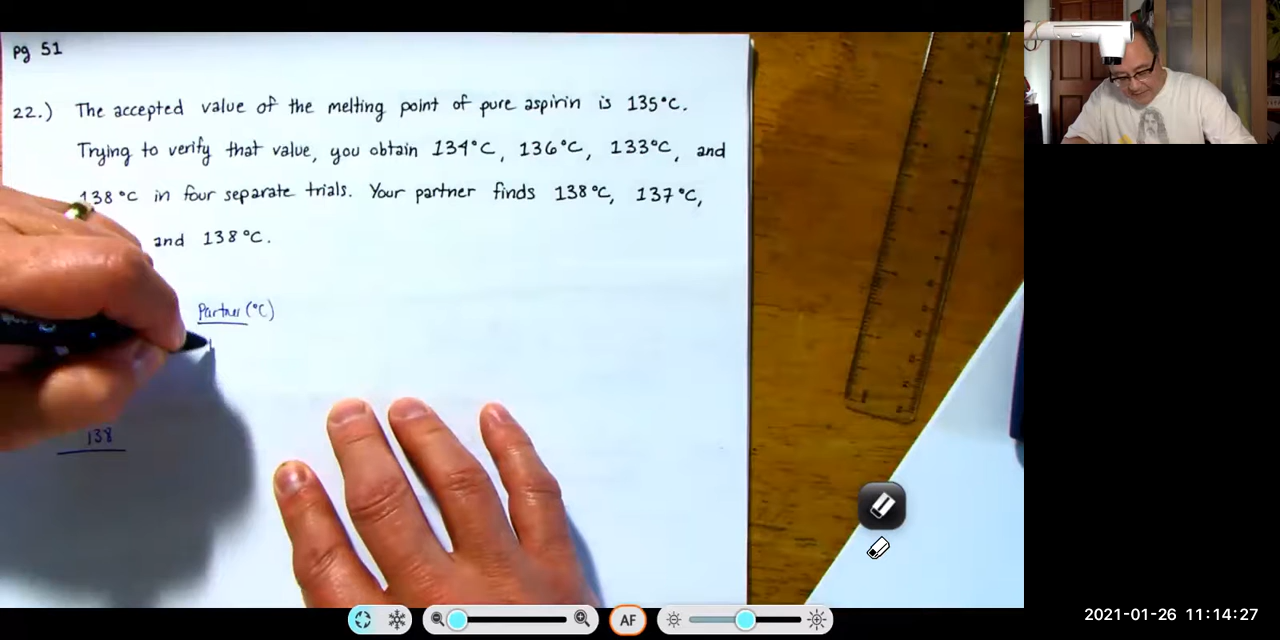 pg 51
22.) The accepted value of the melting point of pure aspirin is 135°C.
Trying to verify that value, you obtain 134°C, 136°C, 133°C, and
138°C in four separate trials. Your partner finds 138°C, 137°C,
and 138°C.
Partner (°C)
138
AF
2021-01-26 11:14:27